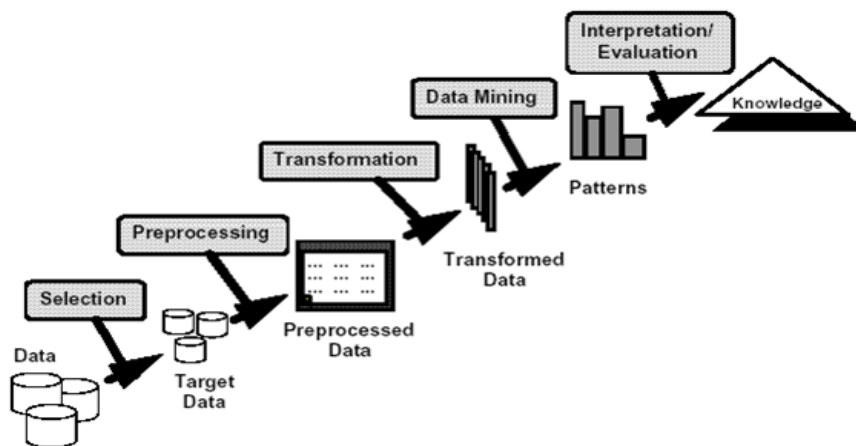 Interpretation/
Evaluation
Data Mining
Knowledge
Transformation
Patterns
Preprocessing
Transformed
Data
Selection
Preprocessed
Data
Data
Target
Data